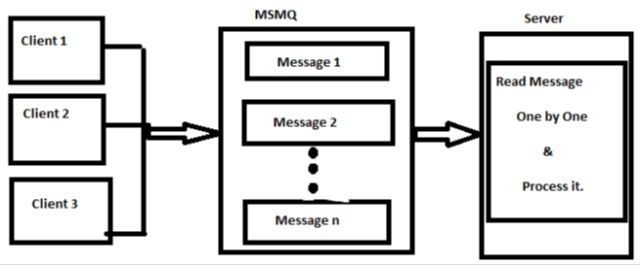 Client 1
Client 2
Client 3
MSMQ
Message 1
Message 2
Message n
Server
Read Message
One by One
&
Process it.